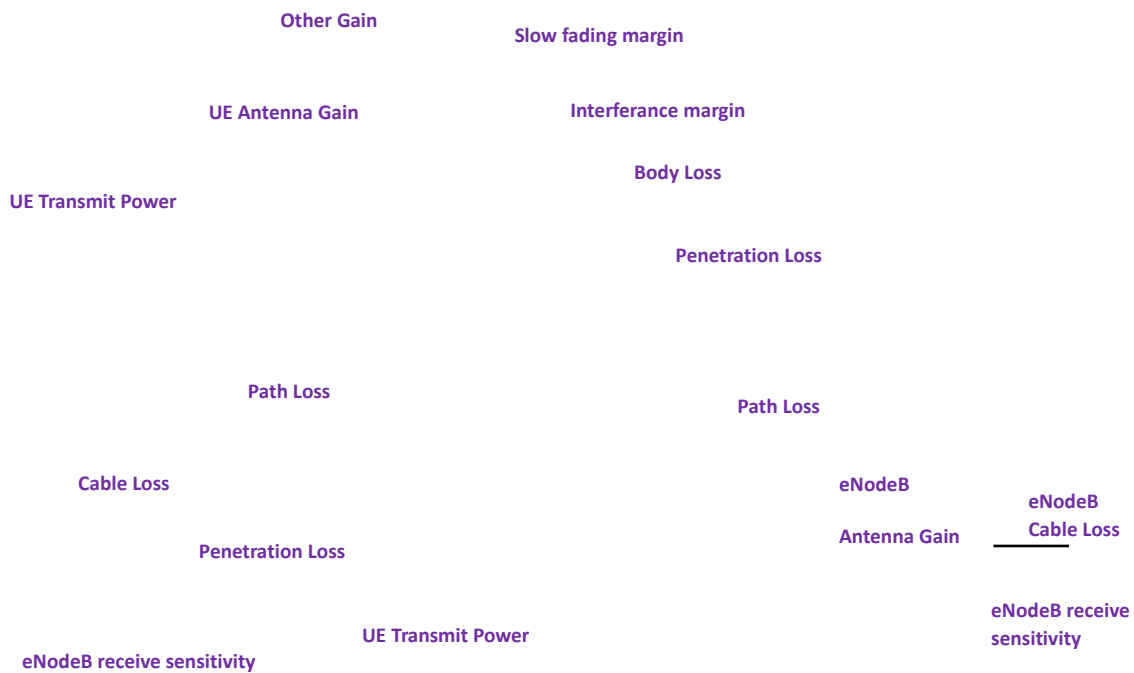 Other Gain
Slow fading margin
UE Antenna Gain
Interferance margin
Body Loss
UE Transmit Power
Penetration Loss
Path Loss
Path Loss
Cable Loss
eNodeB
Antenna Gain
eNodeB
Cable Loss
Penetration Loss
eNodeB receive
sensitivity
UE Transmit Power
eNodeB receive sensitivity